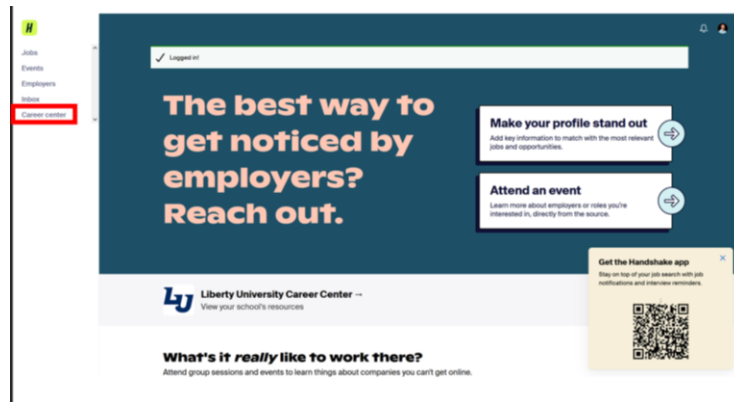 H
Jobs
Events
Employers
Inbox
Career center
Logged in!
The best way to
get noticed by
employers?
Reach out.
Make your profile stand out
Add key information to match with the most relevant
jobs and opportunities.
Attend an event
Learn more about employers or roles you're
interested in, directly from the source.
Get the Handshake app
Stay on top of your job search with job
notifications and interview reminders.
LU
Liberty University Career Center →
View your school's resources
What's it really like to work there?
Attend group sessions and events to learn things about companies you can't get online.